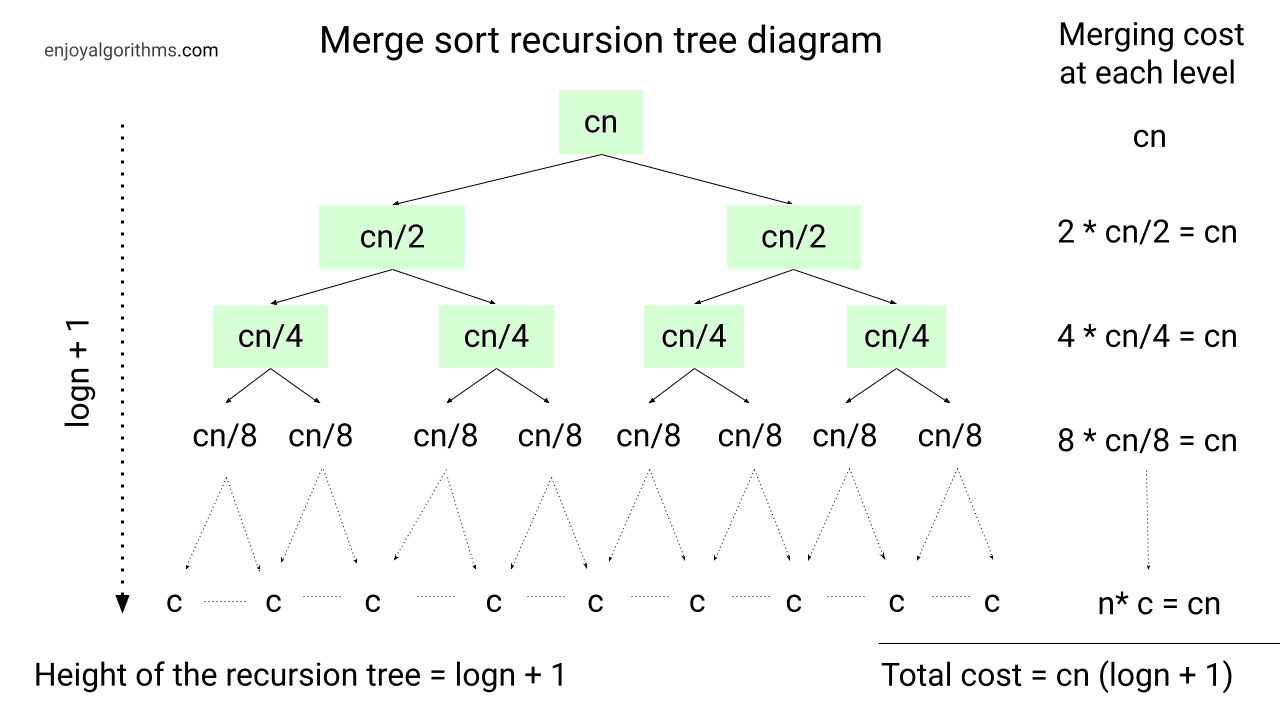 enjoyalgorithms.com
Merge sort recursion tree diagram
Merging cost
at each level
cn
cn
cn/2
cn/2
2 * cn/2 = cn
cn/4
cn/4
cn/4
cn/4
4 * cn/4 = cn
logn + 1
cn/8
cn/8
cn/8
cn/8
cn/8
cn/8
cn/8
cn/8
8 * cn/8 = cn
c
c
c
c
c
c
c
c
c
n* c = cn
Height of the recursion tree = logn + 1
Total cost = cn (logn + 1)